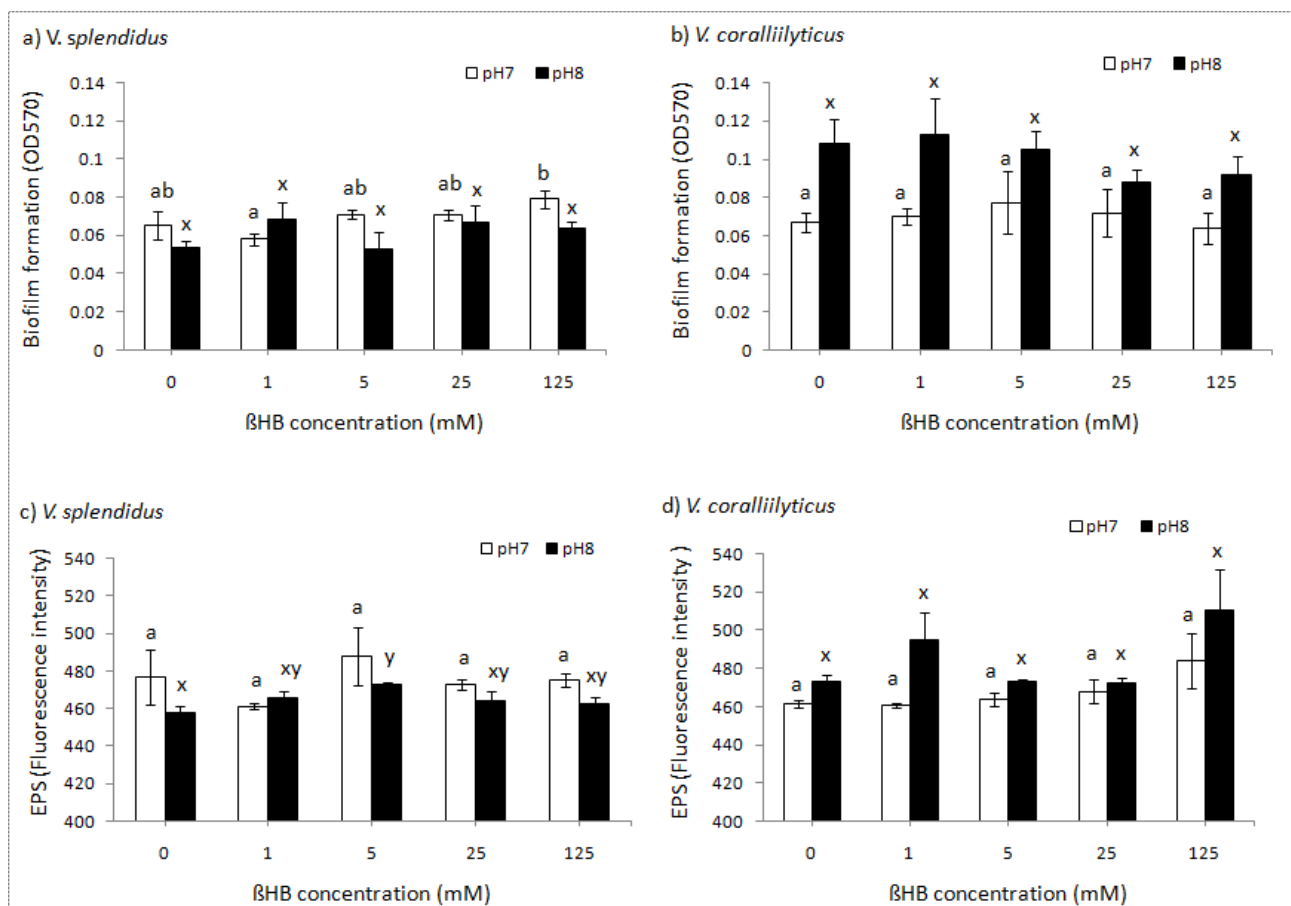 a) V. splendidus
pH7 pH8
Biofilm formation (OD570)
0.14
0.12
0.1
0.08
0.06
0.04
0.02
0
ab x a x ab x ab x b x
0 1 5 25 125
ßHB concentration (mM)
b) V. coralliilyticus
pH7 pH8
Biofilm formation (OD570)
0.14
0.12
0.1
0.08
0.06
0.04
0.02
0
a x a x a x a x a x
0 1 5 25 125
ßHB concentration (mM)
c) V. splendidus
pH7 pH8
EPS (Fluorescence intensity)
540
520
500
480
460
440
420
400
a x a xy a y a xy a xy
0 1 5 25 125
ßHB concentration (mM)
d) V. coralliilyticus
pH7 pH8
EPS (Fluorescence intensity )
540
520
500
480
460
440
420
400
a x a x a x a x a x
0 1 5 25 125
ßHB concentration (mM)